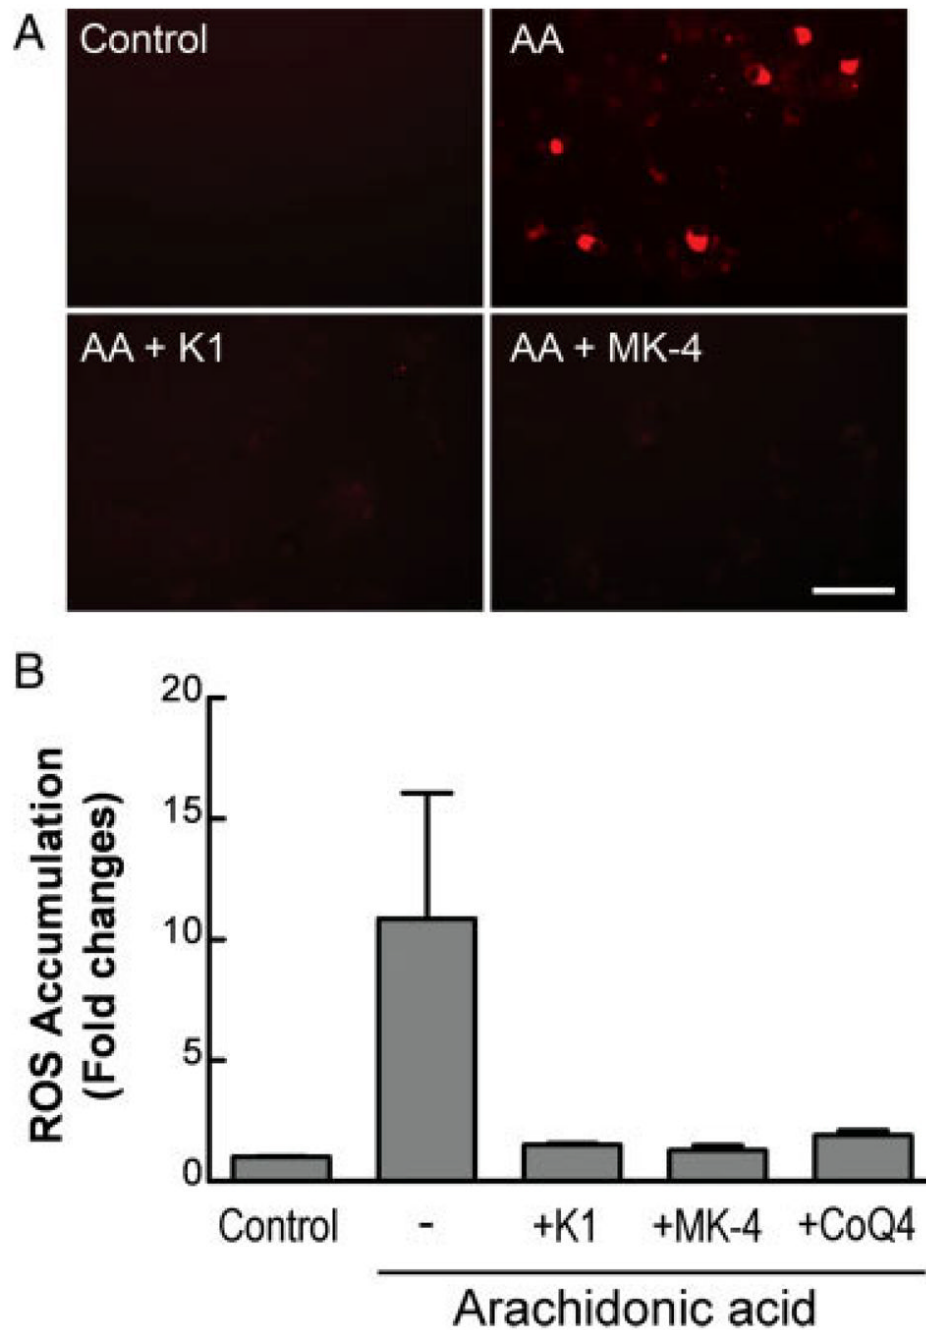 A
Control
AA
AA + K1
AA + MK-4
B
ROS Accumulation
(Fold changes)
20
15
10
5
0
Control
-
+K1
+MK-4
+CoQ4
Arachidonic acid